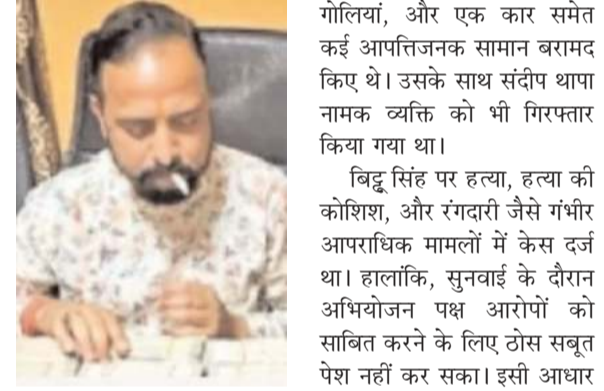 गोलियां, और एक कार समेत
कई आपत्तिजनक सामान बरामद
किए थे। उसके साथ संदीप थापा
नामक व्यक्ति को भी गिरफ्तार
किया गया था।
बिट्टू सिंह पर हत्या, हत्या की
कोशिश, और रंगदारी जैसे गंभीर
आपराधिक मामलों में केस दर्ज
था। हालांकि, सुनवाई के दौरान
अभियोजन पक्ष आरोपों को
साबित करने के लिए ठोस सबूत
पेश नहीं कर सका। इसी आधार